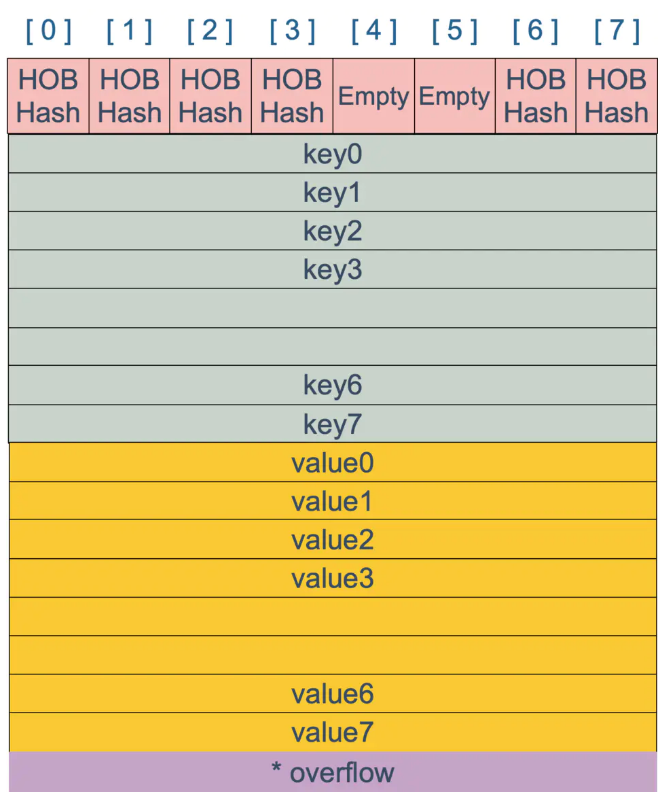 [0] [1] [2] [3] [4] [5] [6] [7]
HOB Hash HOB Hash HOB Hash HOB Hash Empty Empty HOB Hash HOB Hash
key0
key1
key2
key3
key6
key7
value0
value1
value2
value3
value6
value7
* overflow